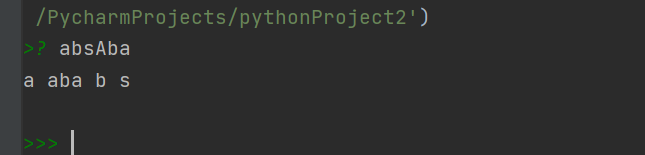 /PycharmProjects/pythonProject2')
>? absAba
a aba b s
>>>